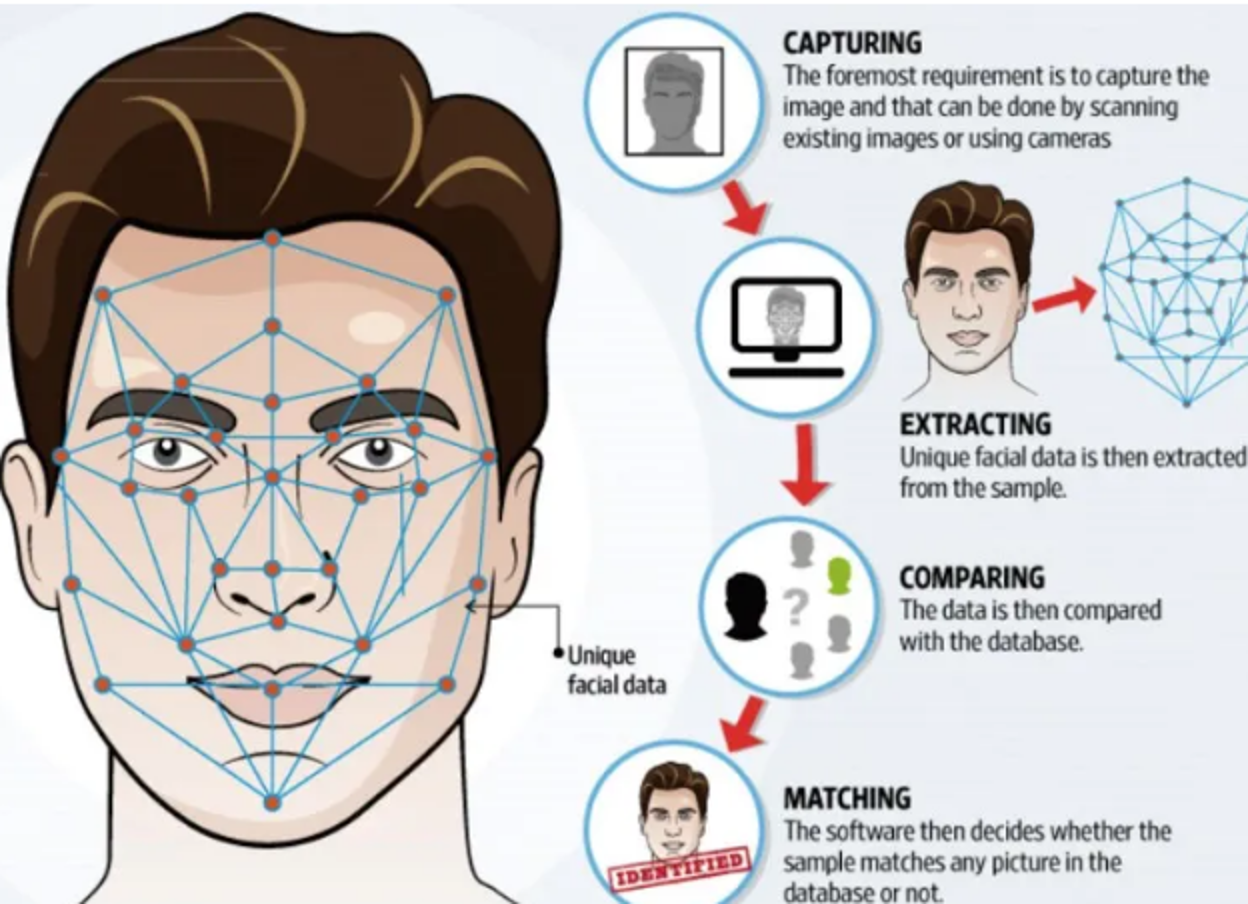 CAPTURING
The foremost requirement is to capture the
image and that can be done by scanning
existing images or using cameras
EXTRACTING
Unique facial data is then extracted
from the sample.
?
COMPARING
The data is then compared
with the database.
Unique
facial data
MATCHING
The software then decides whether the
sample matches any picture in the
database or not.
IDENTIFIED